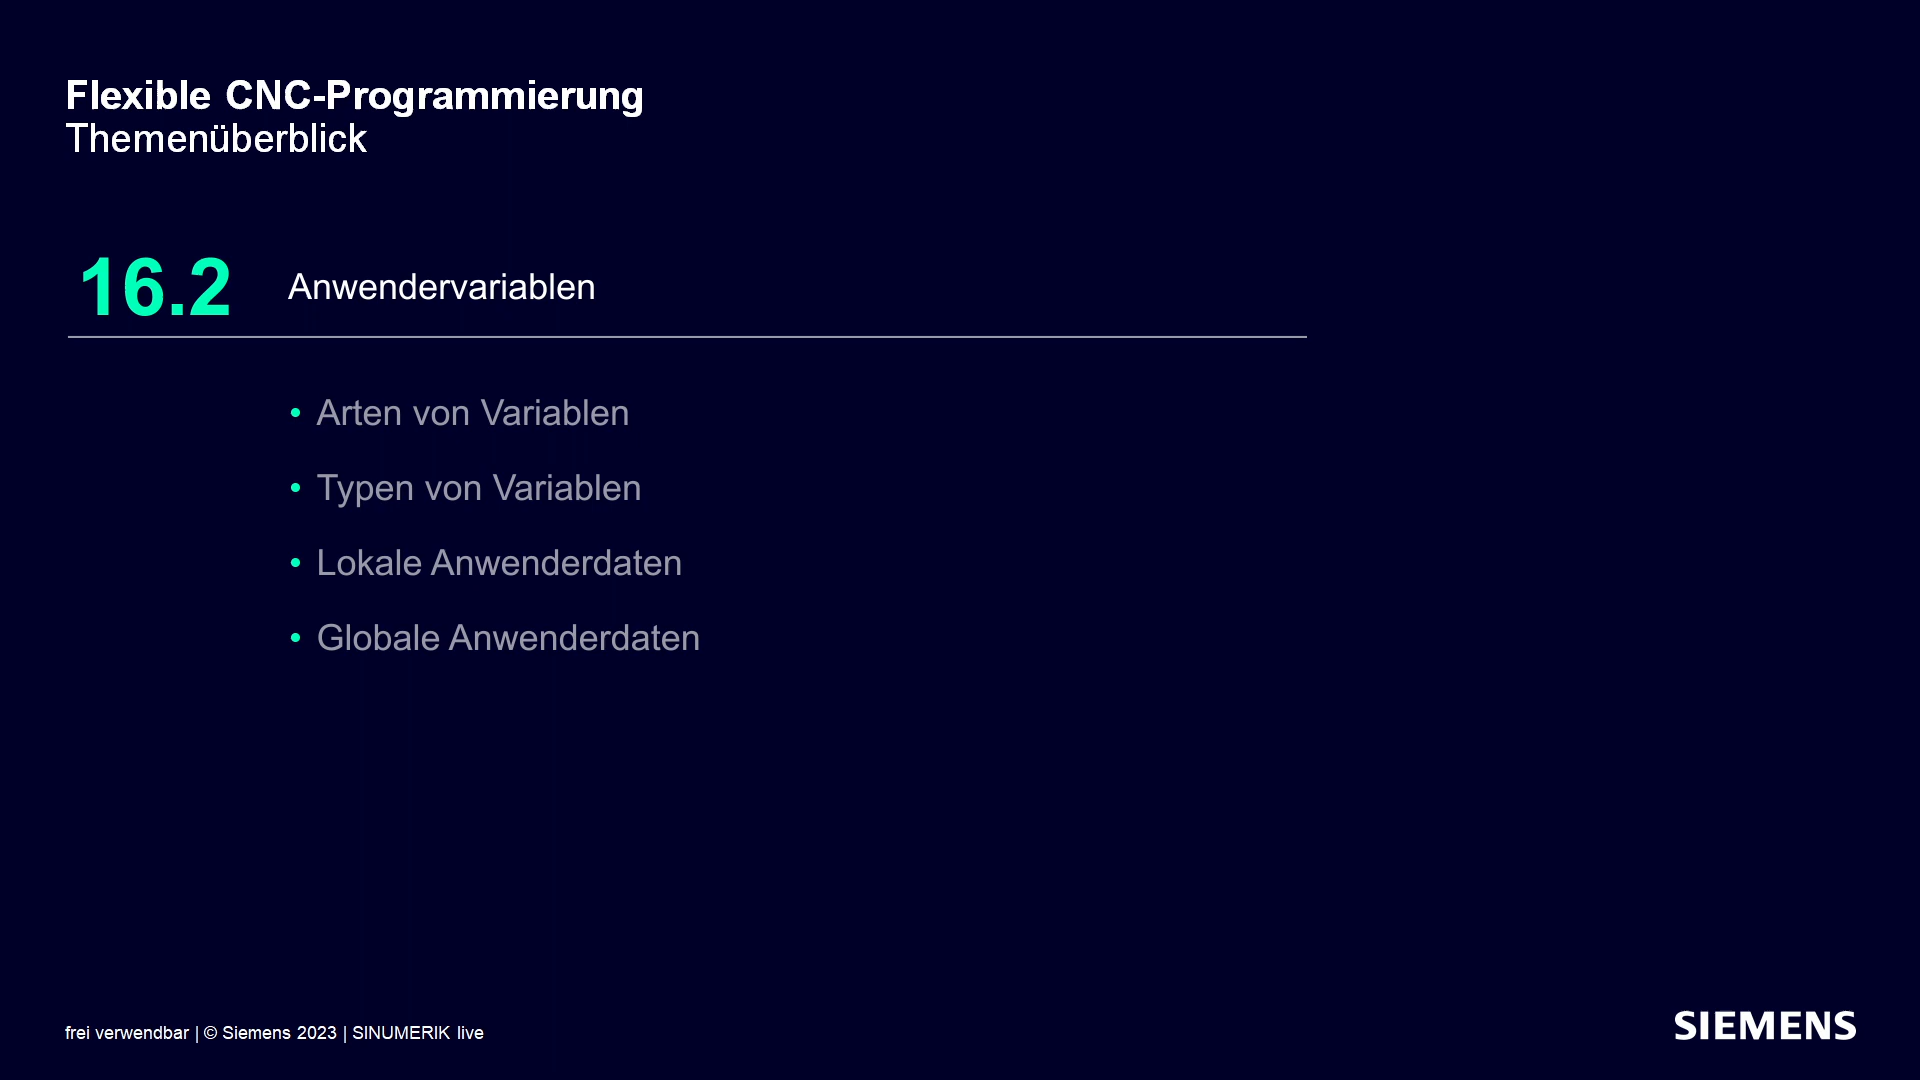 Flexible CNC-Programmierung
Themenüberblick
16.2 Anwendervariablen
• Arten von Variablen
• Typen von Variablen
• Lokale Anwenderdaten
• Globale Anwenderdaten
frei verwendbar | © Siemens 2023 | SINUMERIK live
SIEMENS